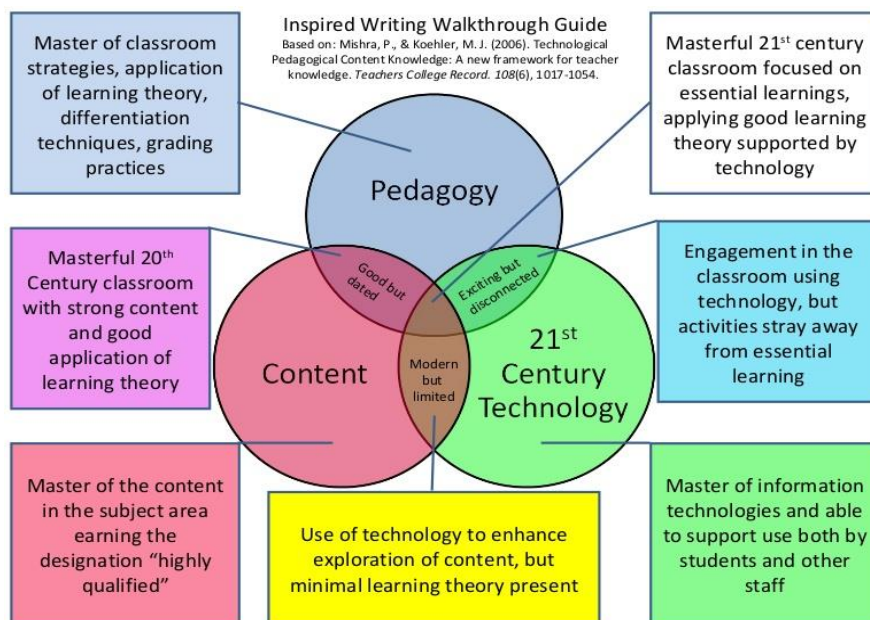 Inspired Writing Walkthrough Guide
Based on: Mishra, P., & Koehler, M. J. (2006). Technological
Pedagogical Content Knowledge: A new framework for teacher
knowledge. Teachers College Record. 108(6), 1017-1054.
Master of classroom
strategies, application
of learning theory,
differentiation
techniques, grading
practices
Masterful 21st century
classroom focused on
essential learnings,
applying good learning
theory supported by
technology
Pedagogy
Masterful 20th
Century classroom
with strong content
and good
application of
learning theory
Good but
dated
Exciting but
disconnected
Engagement in the
classroom using
technology, but
activities stray away
from essential
learning
Content
Modern
but
limited
21st
Century
Technology
Master of the content
in the subject area
earning the
designation “highly
qualified”
Use of technology to enhance
exploration of content, but
minimal learning theory present
Master of information
technologies and able
to support use both by
students and other
staff